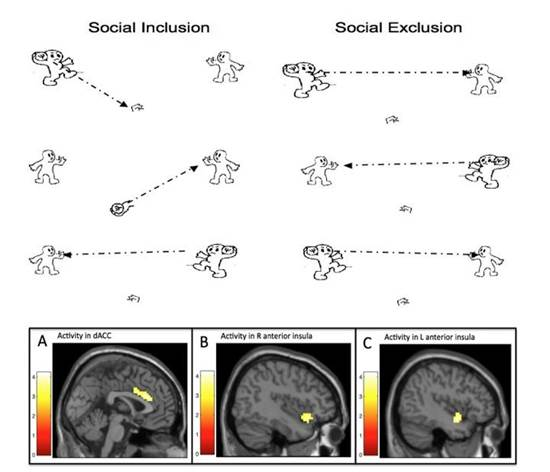 Social Inclusion
Social Exclusion
A
Activity in dACC
B
Activity in R anterior insula
C
Activity in L anterior insula
4
3
2
1
0
4
3
2
1
0
4
3
2
1
0